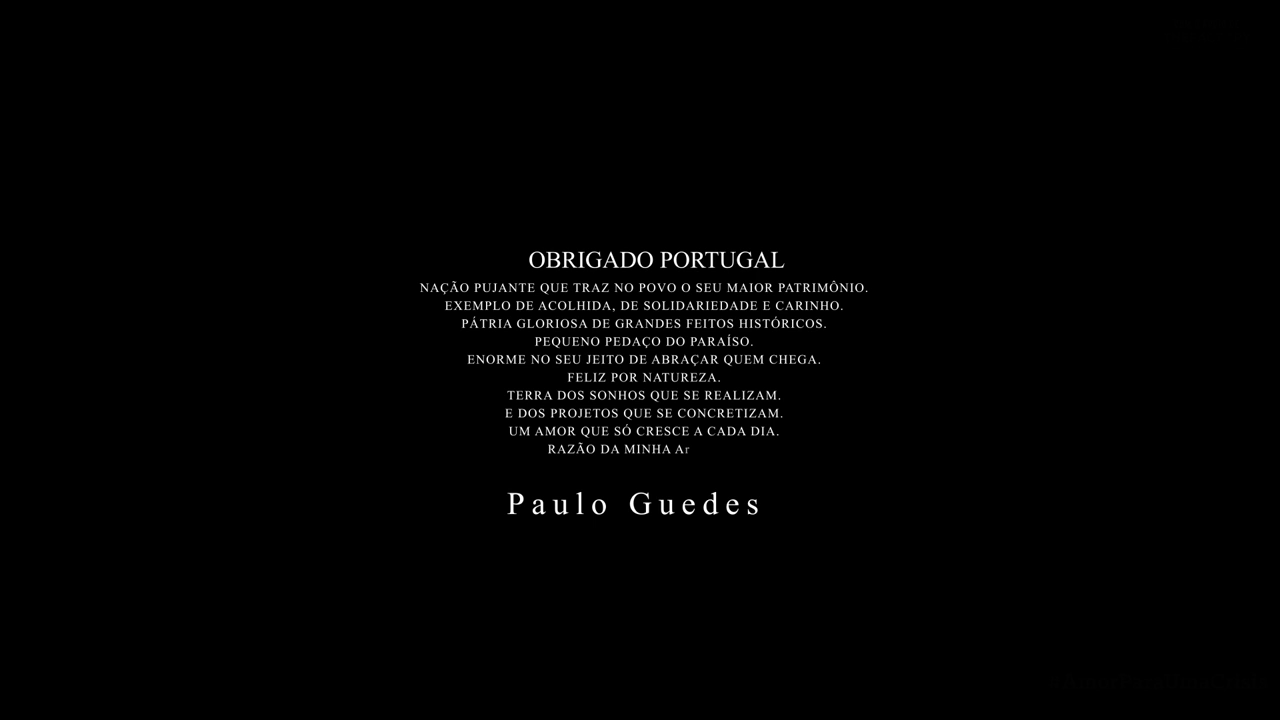 OBRIGADO PORTUGAL
NAÇÃO PUJANTE QUE TRAZ NO POVO O SEU MAIOR PATRIMÔNIO.
EXEMPLO DE ACOLHIDA, DE SOLIDARIEDADE E CARINHO.
PÁTRIA GLORIOSA DE GRANDES FEITOS HISTÓRICOS.
PEQUENO PEDAÇO DO PARAÍSO.
ENORME NO SEU JEITO DE ABRAÇAR QUEM CHEGA.
FELIZ POR NATUREZA.
TERRA DOS SONHOS QUE SE REALIZAM.
E DOS PROJETOS QUE SE CONCRETIZAM.
UM AMOR QUE SÓ CRESCE A CADA DIA.
RAZÃO DA MINHA Ar
Paulo Guedes